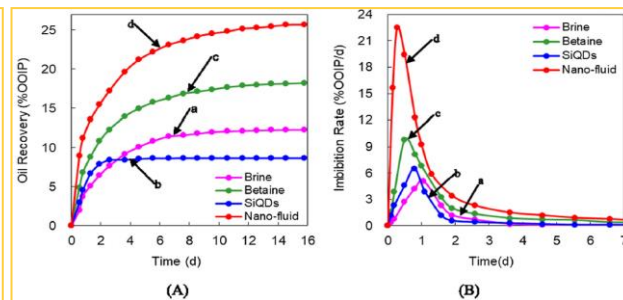 Oil Recovery (%OOIP)
25
20
15
10
5
0
0 2 4 6 8 10 12 14 16
Time (d)
d
c
a
b
Brine
Betaine
SiQDs
Nano-fluid
(A)
Imbibition Rate (%OOIP/d)
24
21
18
15
12
9
6
3
0
0 1 2 3 4 5 6 7
Time(d)
d
c
b
a
Brine
Betaine
SiQDs
Nano-fluid
(B)